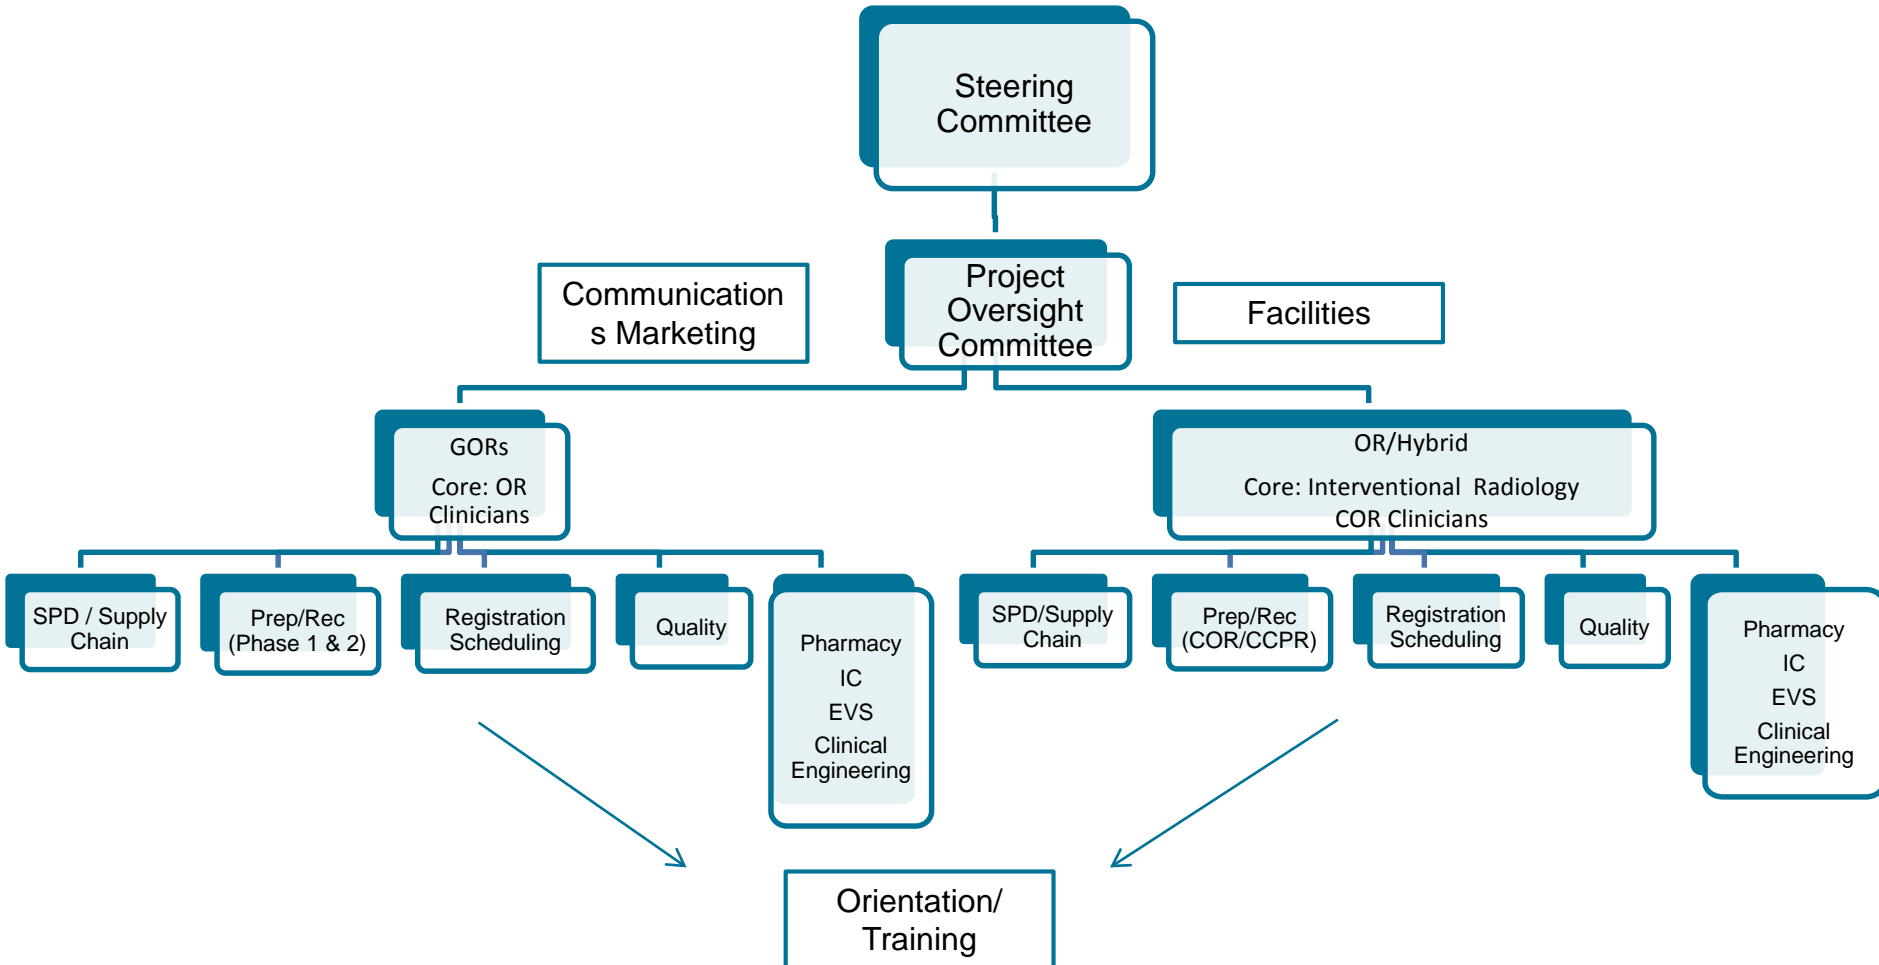 Steering
Committee
Communication
s Marketing
Project
Oversight
Committee
Facilities
GORs
Core: OR
Clinicians
OR/Hybrid
Core: Interventional Radiology
COR Clinicians
SPD / Supply
Chain
Prep/Rec
(Phase 1 & 2)
Registration
Scheduling
Quality
Pharmacy
IC
EVS
Clinical
Engineering
SPD/Supply
Chain
Prep/Rec
(COR/CCPR)
Registration
Scheduling
Quality
Pharmacy
IC
EVS
Clinical
Engineering
Orientation/
Training